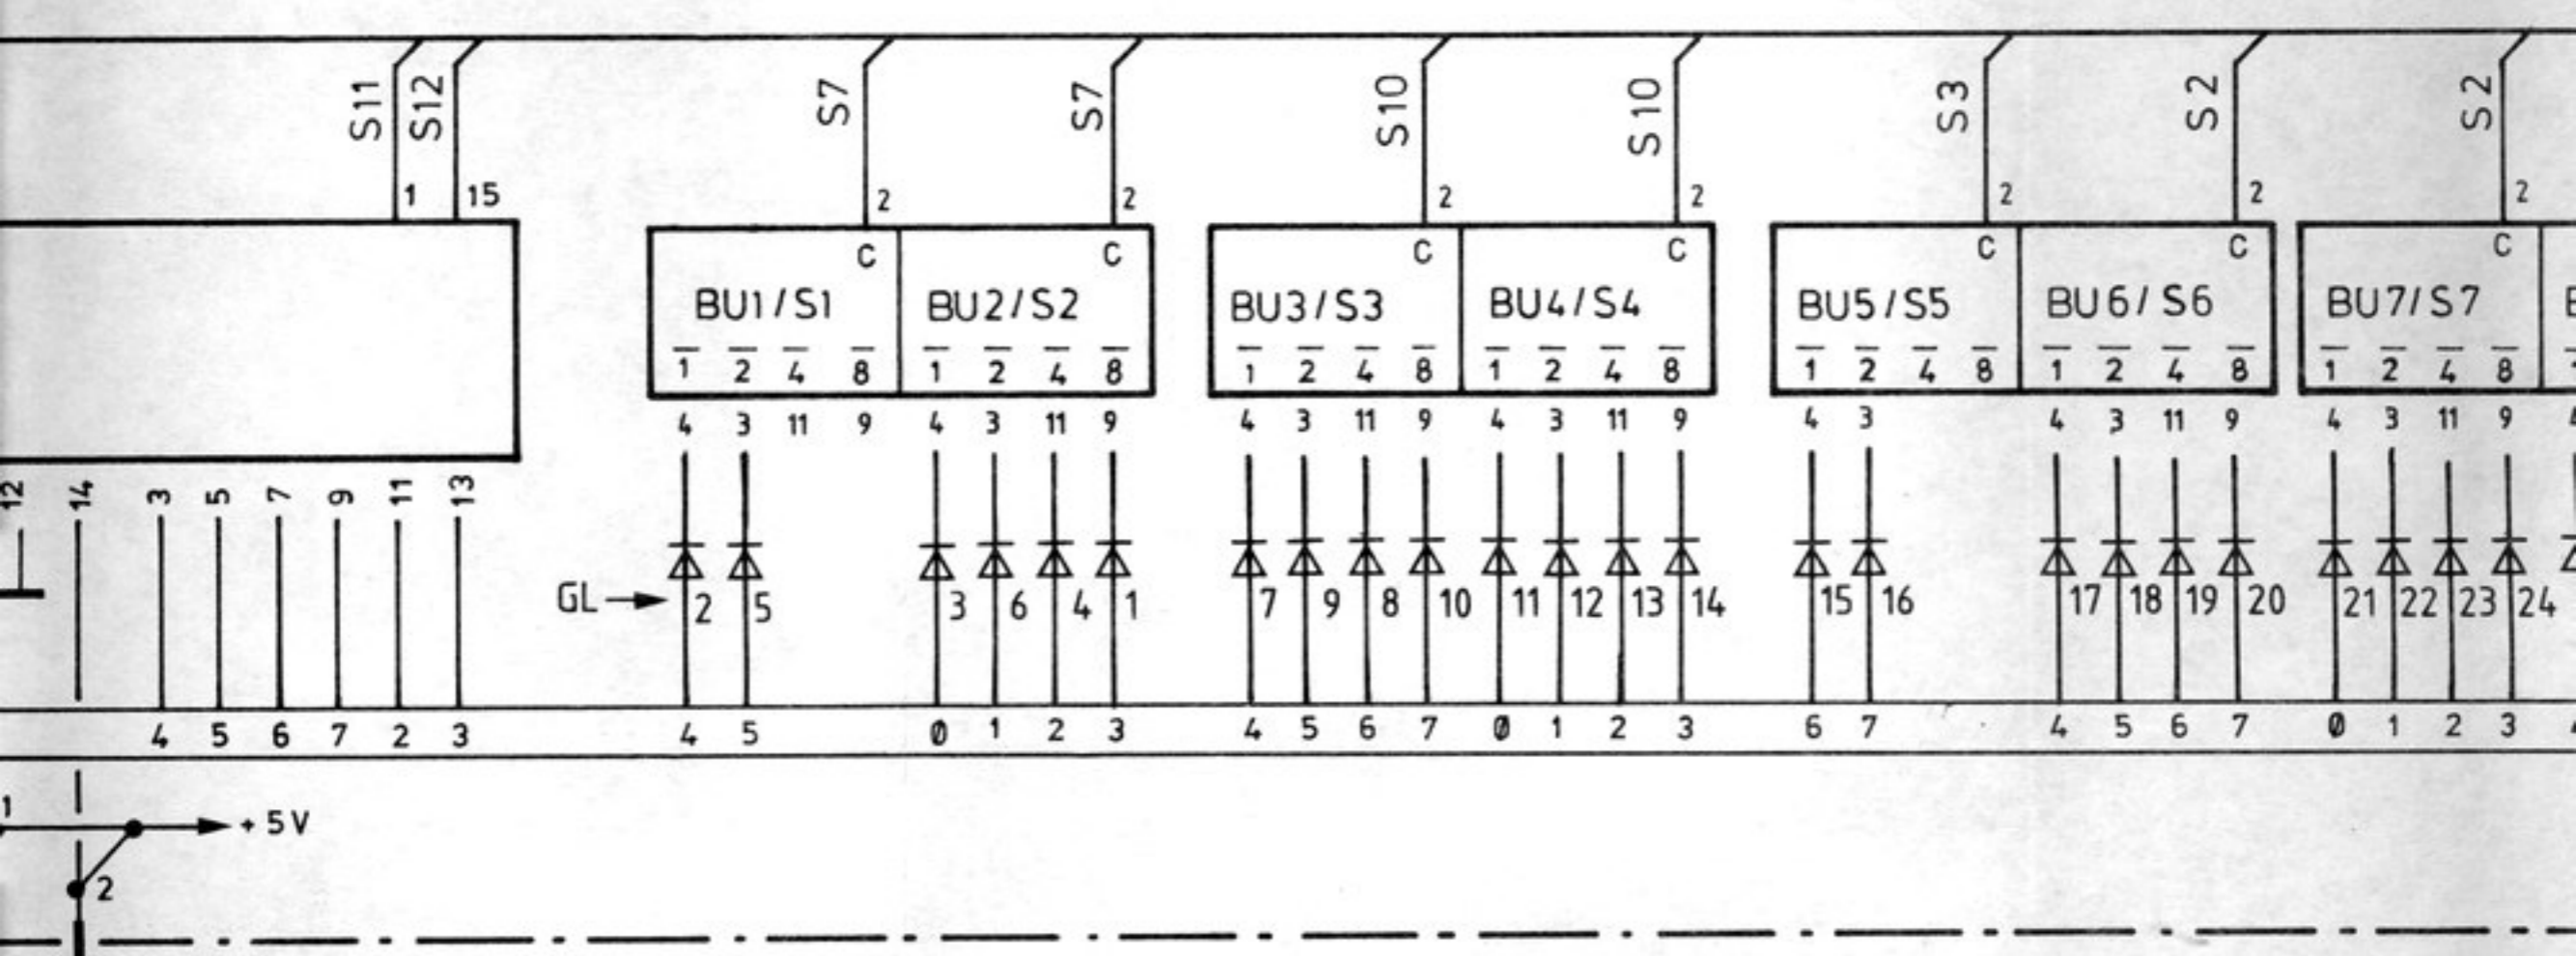 S11 S12 S7 S7 S10 S10 S3 S2 S2
1 15 2 2 2 2 2 2 2
C C C C C C C
BU1/S1 BU2/S2 BU3/S3 BU4/S4 BU5/S5 BU6/S6 BU7/S7
1 2 4 8 1 2 4 8 1 2 4 8 1 2 4 8 1 2 4 8 1 2 4 8 1 2 4 8
4 3 11 9 4 3 11 9 4 3 11 9 4 3 11 9 4 3 4 3 11 9 4 3 11 9
12 14 3 5 7 9 11 13
GL 2 5 3 6 4 1 7 9 8 10 11 12 13 14 15 16 17 18 19 20 21 22 23 24
4 5 6 7 2 3 4 5 0 1 2 3 4 5 6 7 0 1 2 3 6 7 4 5 6 7 0 1 2 3
1
+5V
2